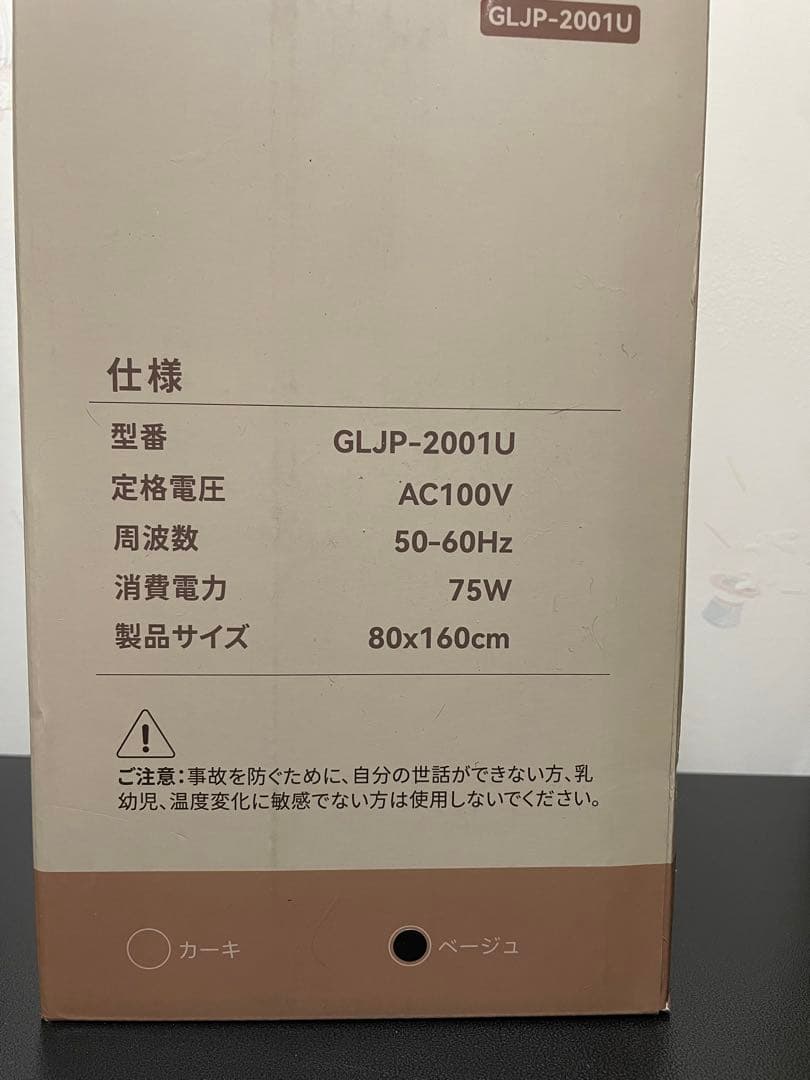 GLJP-2001U
仕様
型番 GLJP-2001U
定格電圧 AC100V
周波数 50-60Hz
消費電力 75W
製品サイズ 80x160cm
ご注意：事故を防ぐために、自分の世話ができない方、乳
幼児、温度変化に敏感でない方は使用しないでください。
カーキ ベージュ